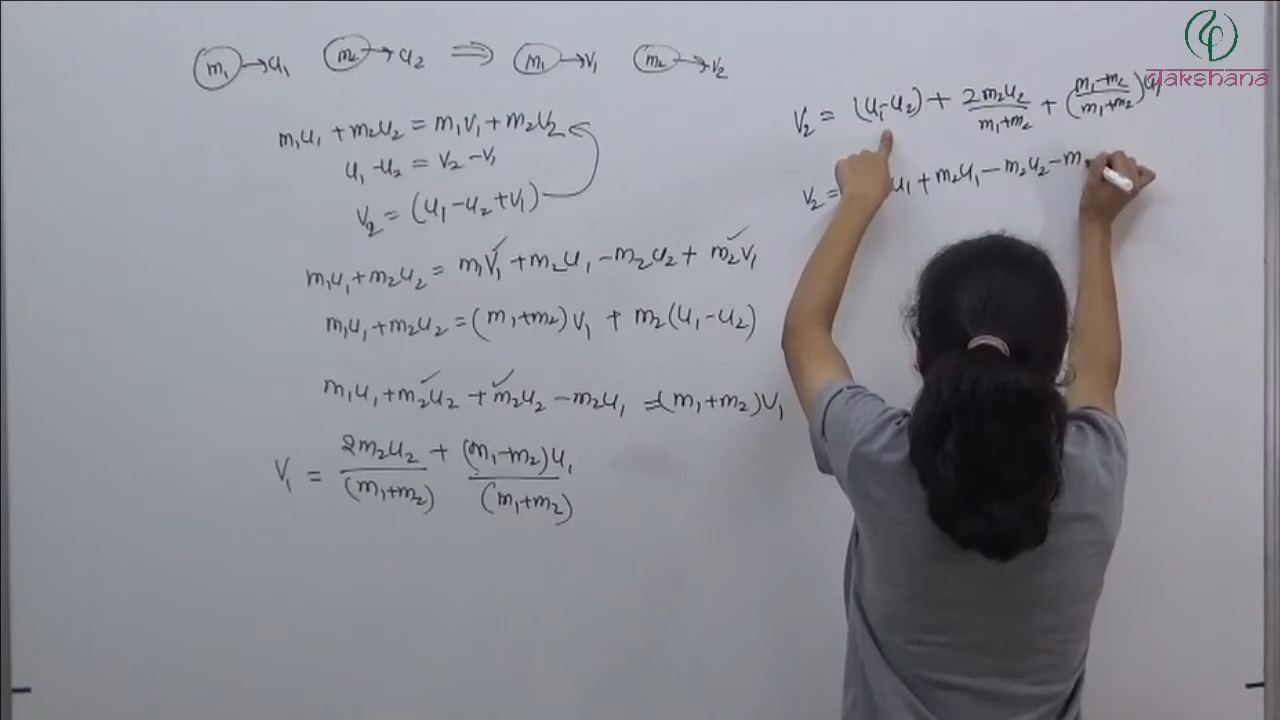 m₁ → u₁ m₂ → u₂ ⇒ m₁ → v₁ m₂ → v₂
m₁u₁ + m₂u₂ = m₁v₁ + m₂v₂
u₁ - u₂ = v₂ - v₁
v₂ = (u₁ - u₂ + v₁)
m₁u₁ + m₂u₂ = m₁v₁ + m₂u₁ - m₂u₂ + m₂v₁
m₁u₁ + m₂u₂ = (m₁+m₂)v₁ + m₂(u₁ - u₂)
m₁u₁ + m₂u₂ + m₂u₂ - m₂u₁ = (m₁+m₂)v₁
v₁ = 2m₂u₂/(m₁+m₂) + (m₁-m₂)u₁/(m₁+m₂)
v₂ = (u₁-u₂) + 2m₂u₂/m₁+m₂ + (m₁-m₂/m₁+m₂)
v₂ = u₁ + m₂u₁ - m₂u₂ - m
नakshana